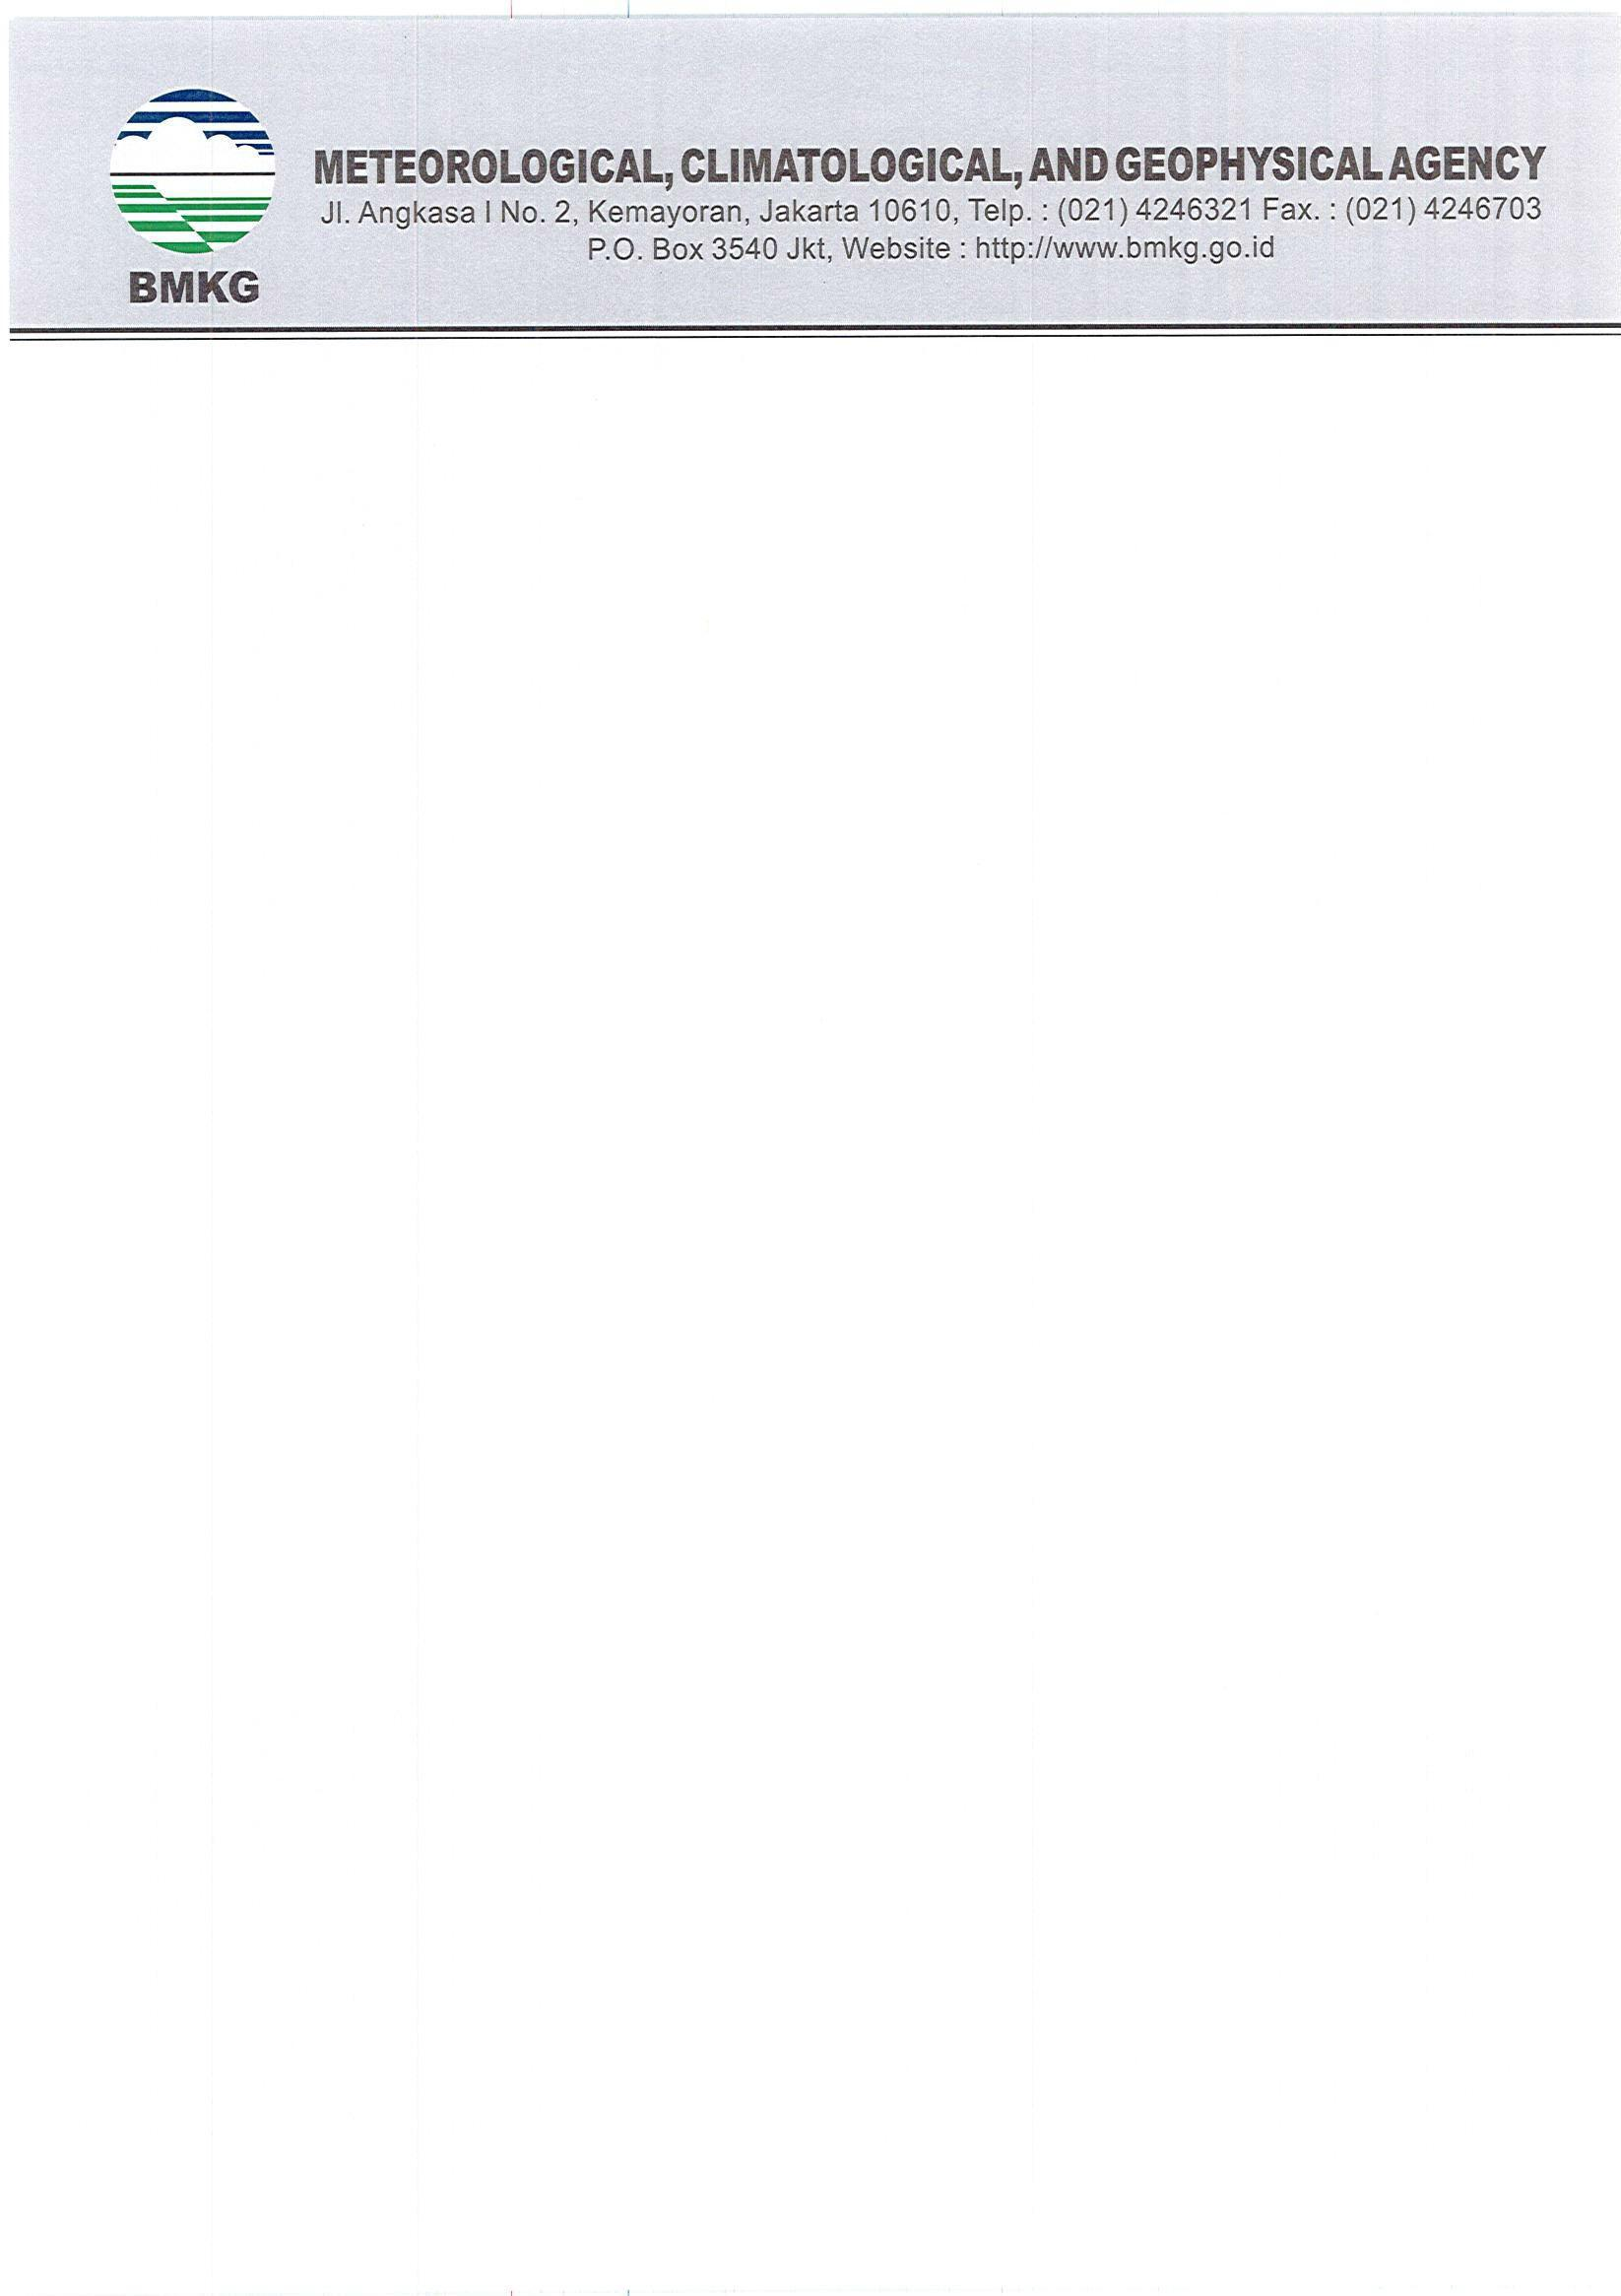 METEOROLOGICAL, CLIMATOLOGICAL, AND GEOPHYSICAL AGENCY
Jl. Angkasa I No. 2, Kemayoran, Jakarta 10610, Telp. : (021) 4246321 Fax. : (021) 4246703
P.O. Box 3540 Jkt, Website : http://www.bmkg.go.id
BMKG